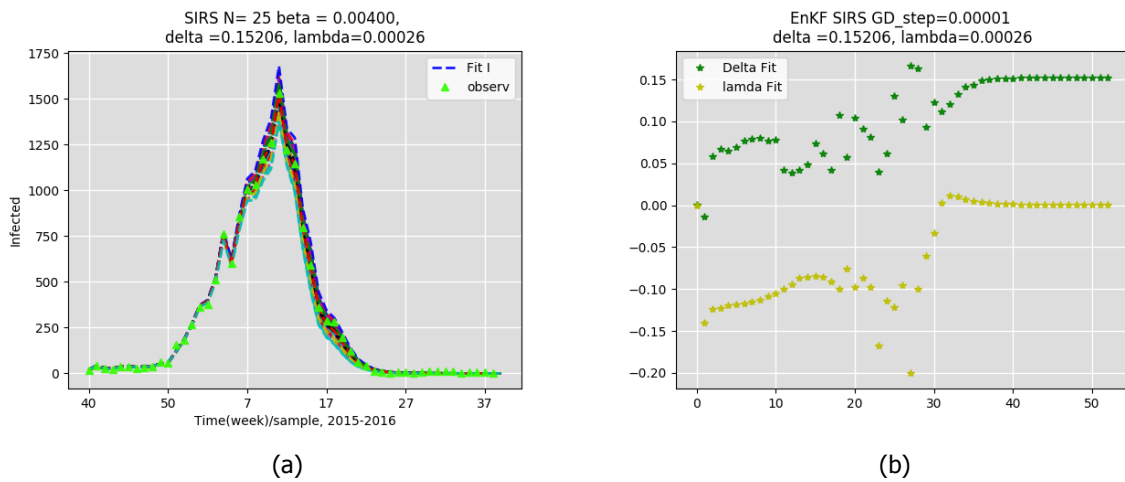 SIRS N= 25 beta = 0.00400,
delta =0.15206, lambda=0.00026
1750
1500
1250
1000
750
500
250
0
Infected
Fit I
observ
40
50
7
17
27
37
Time(week)/sample, 2015-2016
(a)
EnKF SIRS GD_step=0.00001
delta =0.15206, lambda=0.00026
0.15
0.10
0.05
0.00
−0.05
−0.10
−0.15
−0.20
Delta Fit
lamda Fit
0
10
20
30
40
50
(b)